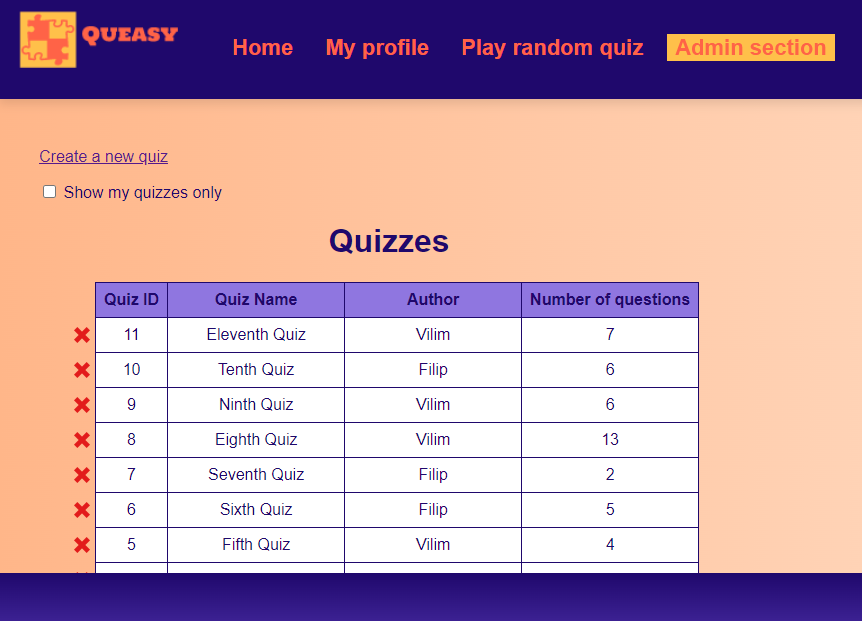 Queasy
Home My profile Play random quiz Admin section
Create a new quiz
Show my quizzes only
Quizzes
Quiz ID Quiz Name Author Number of questions
11 Eleventh Quiz Vilim 7
10 Tenth Quiz Filip 6
9 Ninth Quiz Vilim 6
8 Eighth Quiz Vilim 13
7 Seventh Quiz Filip 2
6 Sixth Quiz Filip 5
5 Fifth Quiz Vilim 4